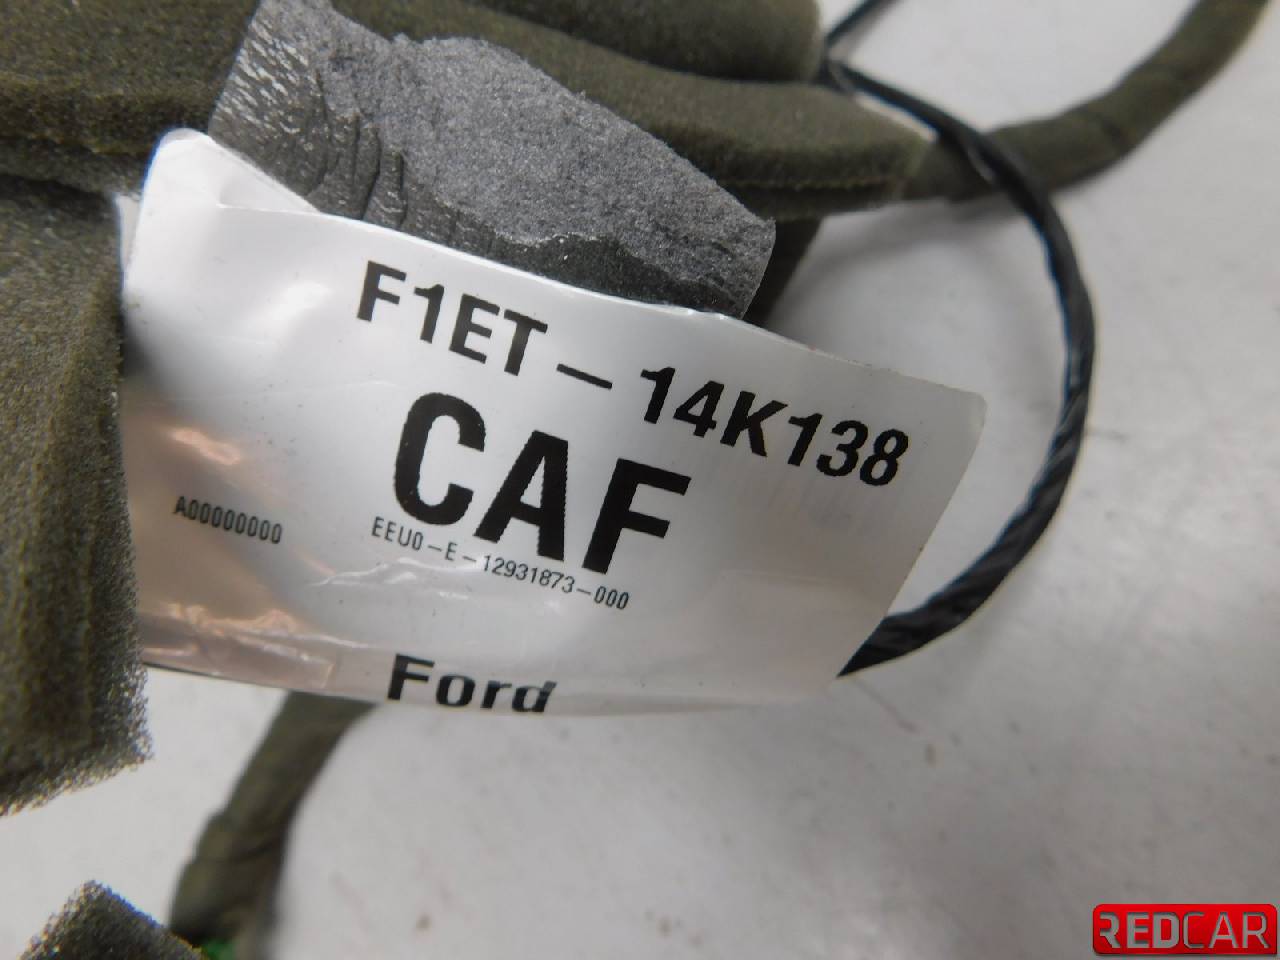 F1ET-14K138
CAF
A00000000
EEU0-E-12931873-000
Ford
REDCAR